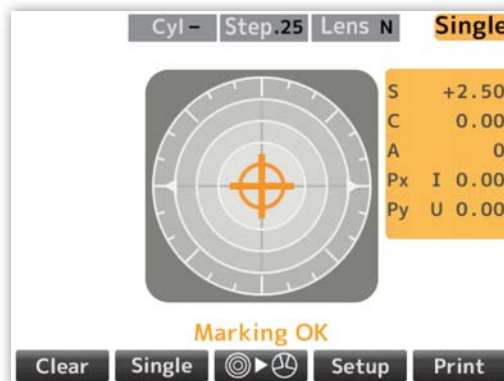 Cyl – Step.25 Lens N Single
S +2.50
C 0.00
A 0
Px I 0.00
Py U 0.00
Marking OK
Clear Single Setup Print